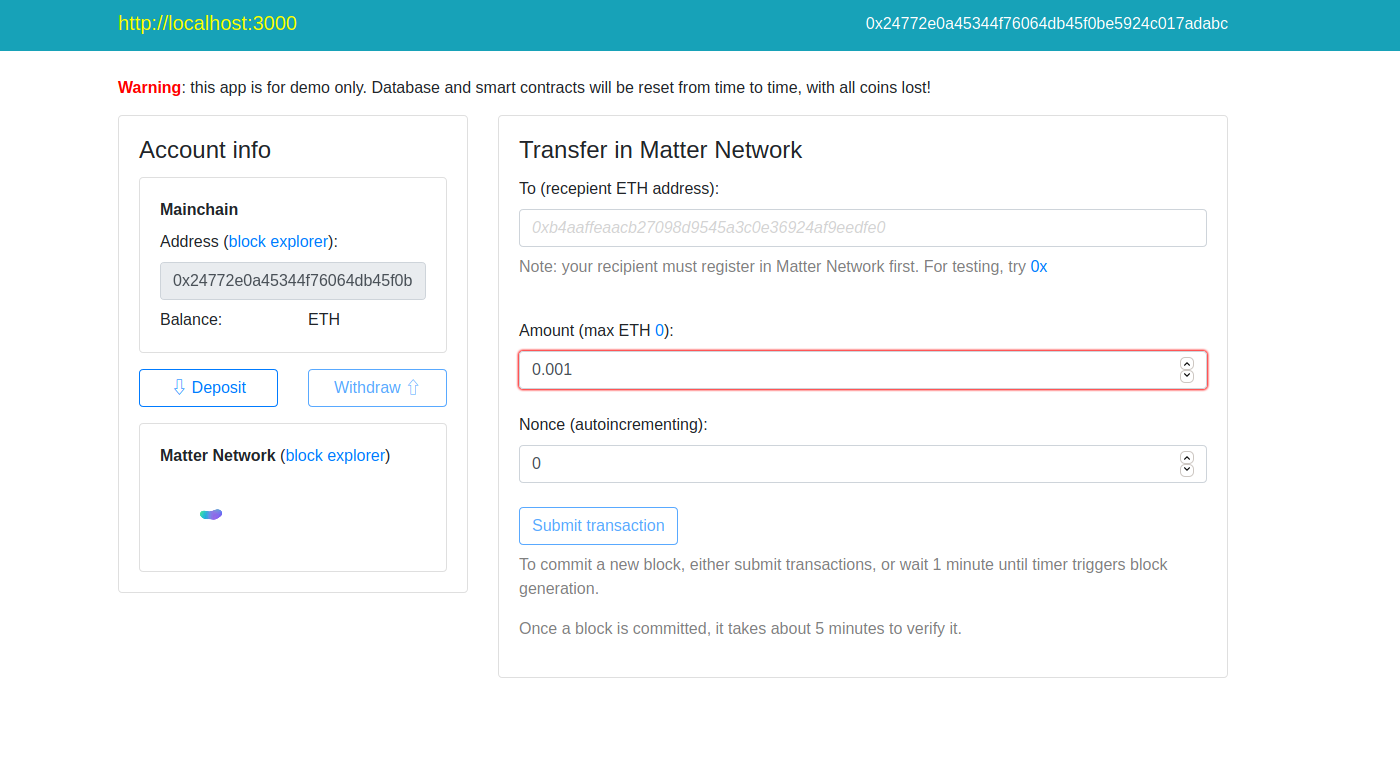 http://localhost:3000
0x24772e0a45344f76064db45f0be5924c017adabc
Warning: this app is for demo only. Database and smart contracts will be reset from time to time, with all coins lost!
Account info
Mainchain
Address (block explorer):
0x24772e0a45344f76064db45f0b
Balance: ETH
⇩ Deposit
Withdraw ⇧
Matter Network (block explorer)
Transfer in Matter Network
To (recepient ETH address):
0xb4aaffeaacb27098d9545a3c0e36924af9eedfe0
Note: your recipient must register in Matter Network first. For testing, try 0x
Amount (max ETH 0):
0.001
Nonce (autoincrementing):
0
Submit transaction
To commit a new block, either submit transactions, or wait 1 minute until timer triggers block
generation.
Once a block is committed, it takes about 5 minutes to verify it.